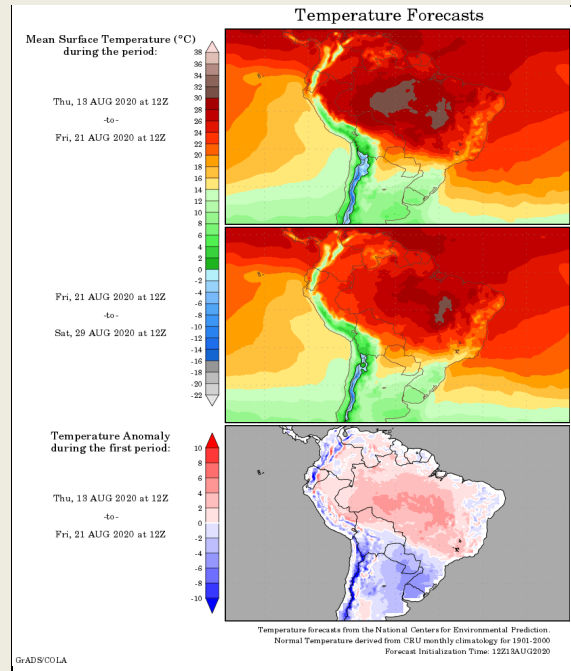 Temperature Forecasts
Mean Surface Temperature (°C)
during the period:
Thu, 13 AUG 2020 at 12Z
-to-
Fri, 21 AUG 2020 at 12Z
38
36
34
32
30
28
26
24
22
20
18
16
14
12
10
8
6
4
2
0
-2
-4
-6
-8
-10
-12
-14
-16
-18
-20
-22
Fri, 21 AUG 2020 at 12Z
-to-
Sat, 29 AUG 2020 at 12Z
Temperature Anomaly
during the first period:
Thu, 13 AUG 2020 at 12Z
-to-
Fri, 21 AUG 2020 at 12Z
10
8
6
4
2
0
-2
-4
-6
-8
-10
Temperature forecasts from the National Centers for Environmental Prediction.
Normal Temperature derived from CRU monthly climatology for 1901-2000
Forecast Initialization Time: 12Z13AUG2020
GrADS/COLA